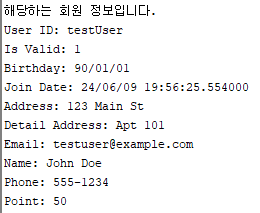 해당하는 회원 정보입니다.
User ID: testUser
Is Valid: 1
Birthday: 90/01/01
Join Date: 24/06/09 19:56:25.554000
Address: 123 Main St
Detail Address: Apt 101
Email: testuser@example.com
Name: John Doe
Phone: 555-1234
Point: 50